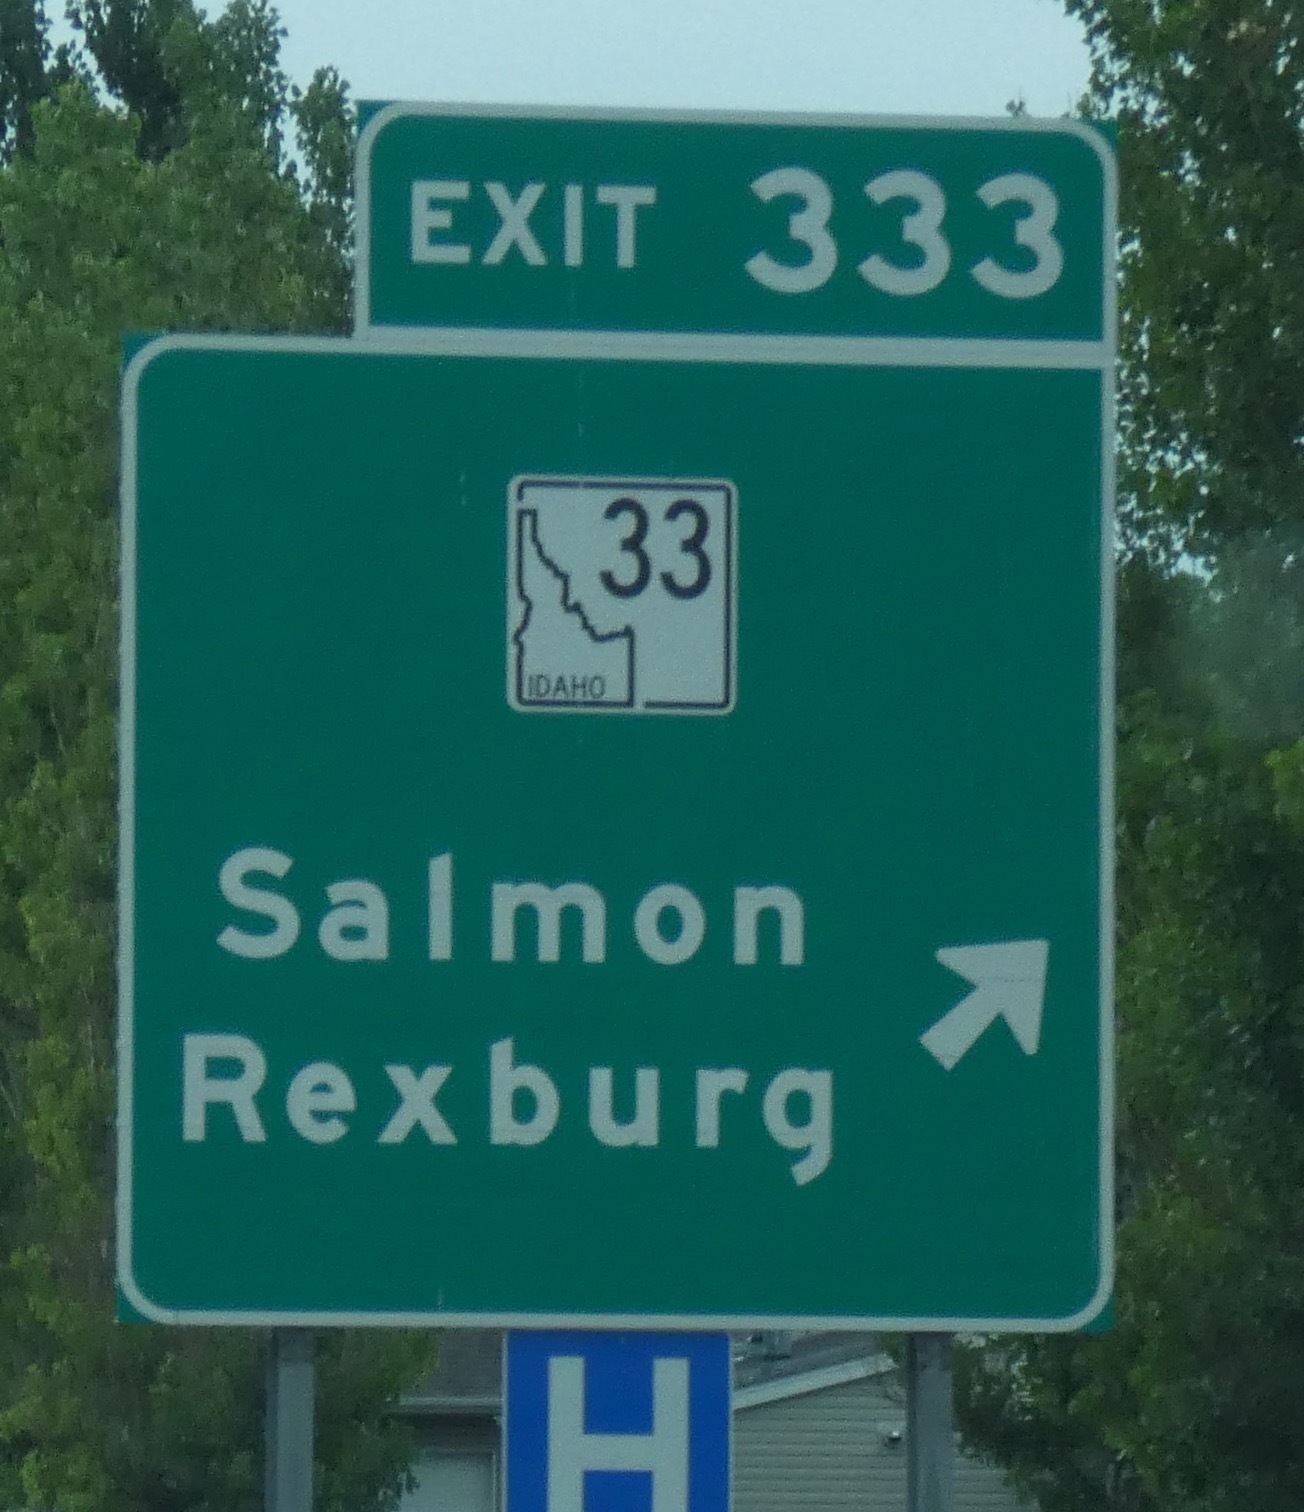 EXIT 333
33
IDAHO
Salmon
Rexburg
H